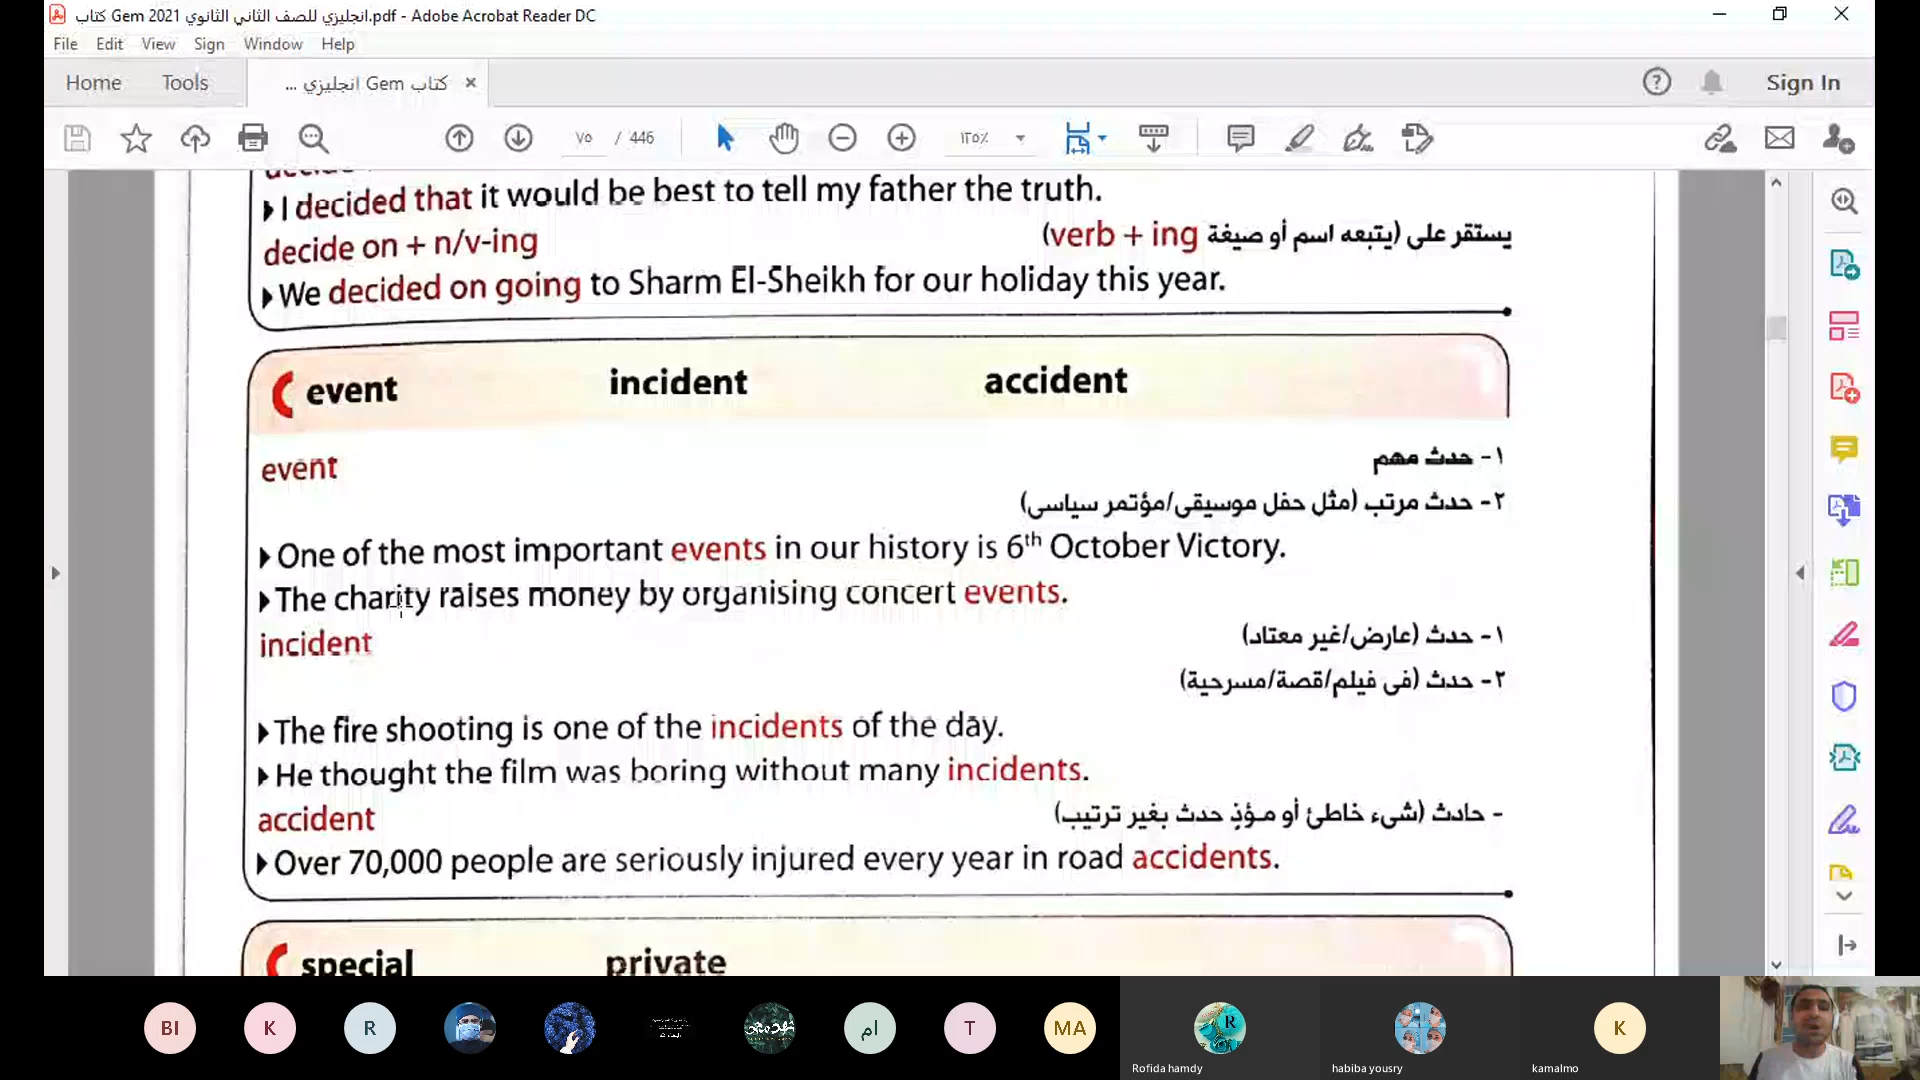 كتاب Gem 2021 انجليزي للصف الثاني الثانوي.pdf - Adobe Acrobat Reader DC
File Edit View Sign Window Help
Home Tools كتاب Gem انجليزي ... ×
Sign In
٧٥ / 446 ١٢٥٪
▸I decided that it would be best to tell my father the truth.
decide on + n/v-ing يستقر على (يتبعه اسم أو صيغة verb + ing)
▸We decided on going to Sharm El-Sheikh for our holiday this year.
event incident accident
event ١- حدث مهم
٢- حدث مرتب (مثل حفل موسيقى/مؤتمر سياسى)
▸One of the most important events in our history is 6th October Victory.
▸The charity raises money by organising concert events.
incident ١- حدث (عارض/غير معتاد)
٢- حدث (فى فيلم/قصة/مسرحية)
▸The fire shooting is one of the incidents of the day.
▸He thought the film was boring without many incidents.
accident - حادث (شىء خاطئ أو مؤذٍ حدث بغير ترتيب)
▸Over 70,000 people are seriously injured every year in road accidents.
special private
BI K R ام T MA R K
Rofida hamdy habiba yousry kamalmo